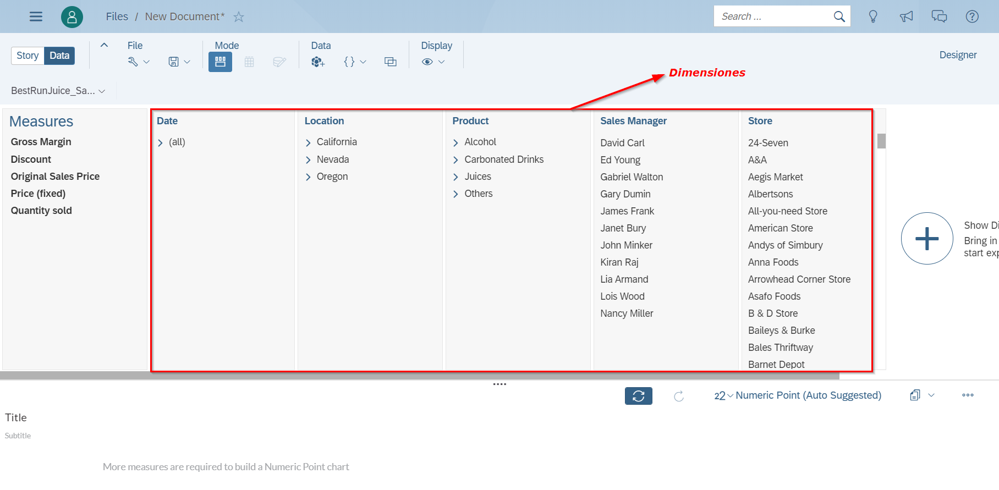 Files / New Document*
Search ...
Story Data
File
Mode
Data
Display
Designer
Dimensiones
BestRunJuice_Sa...
Measures
Gross Margin
Discount
Original Sales Price
Price (fixed)
Quantity sold
Date
(all)
Location
California
Nevada
Oregon
Product
Alcohol
Carbonated Drinks
Juices
Others
Sales Manager
David Carl
Ed Young
Gabriel Walton
Gary Dumin
James Frank
Janet Bury
John Minker
Kiran Raj
Lia Armand
Lois Wood
Nancy Miller
Store
24-Seven
A&A
Aegis Market
Albertsons
All-you-need Store
American Store
Andys of Simbury
Anna Foods
Arrowhead Corner Store
Asafo Foods
B & D Store
Baileys & Burke
Bales Thriftway
Barnet Depot
Show Di
Bring in
start exp
22 Numeric Point (Auto Suggested)
Title
Subtitle
More measures are required to build a Numeric Point chart